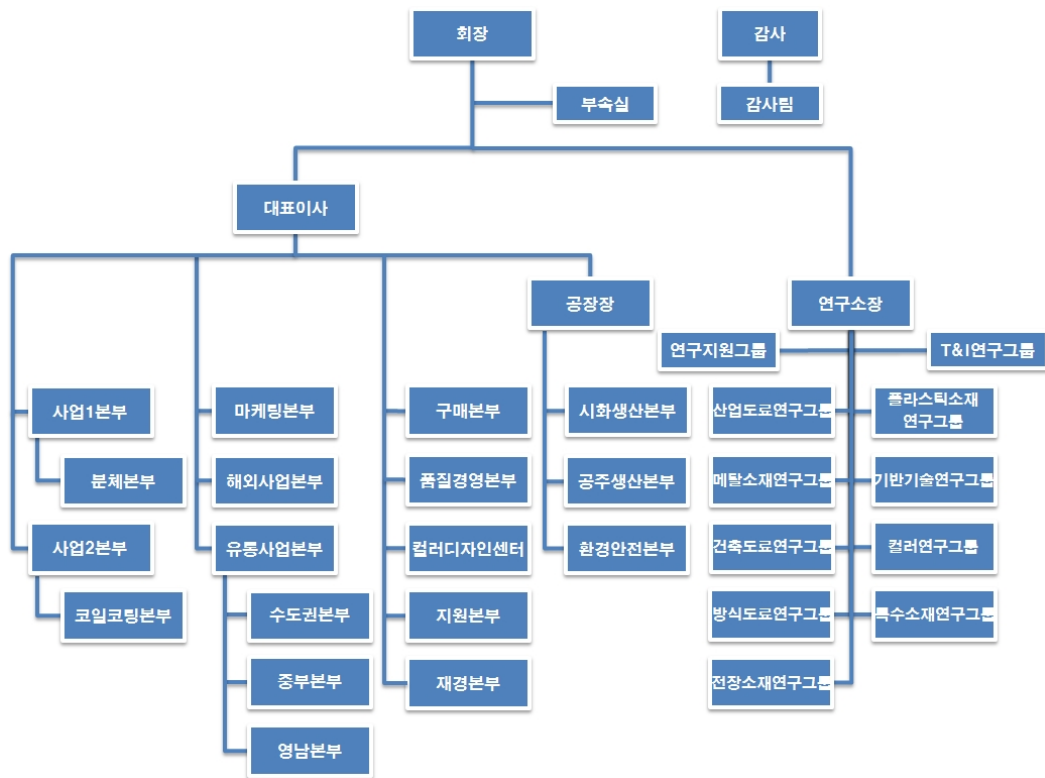 회장
감사
부속실
감사팀
대표이사
공장장
연구소장
연구지원그룹
T&I연구그룹
사업1본부
마케팅본부
구매본부
시화생산본부
산업도료연구그룹
플라스틱소재
연구그룹
분체본부
해외사업본부
품질경영본부
공주생산본부
메탈소재연구그룹
기반기술연구그룹
사업2본부
유통사업본부
컬러디자인센터
환경안전본부
건축도료연구그룹
컬러연구그룹
코일코팅본부
수도권본부
지원본부
방식도료연구그룹
특수소재연구그룹
중부본부
재경본부
전장소재연구그룹
영남본부